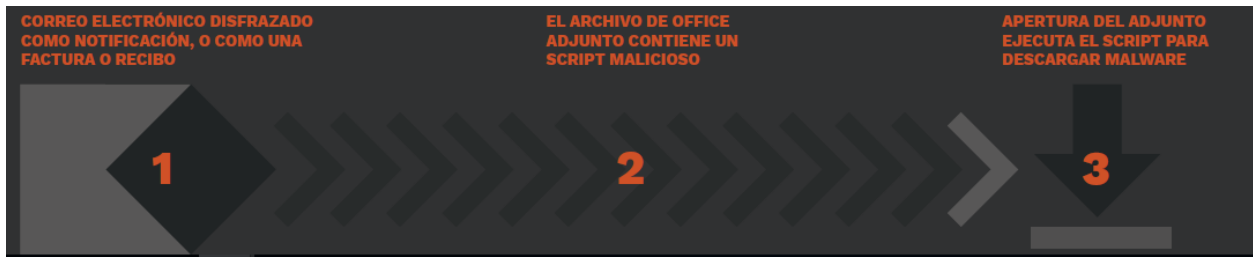 CORREO ELECTRÓNICO DISFRAZADO
COMO NOTIFICACIÓN, O COMO UNA
FACTURA O RECIBO
EL ARCHIVO DE OFFICE
ADJUNTO CONTIENE UN
SCRIPT MALICIOSO
APERTURA DEL ADJUNTO
EJECUTA EL SCRIPT PARA
DESCARGAR MALWARE
1
2
3